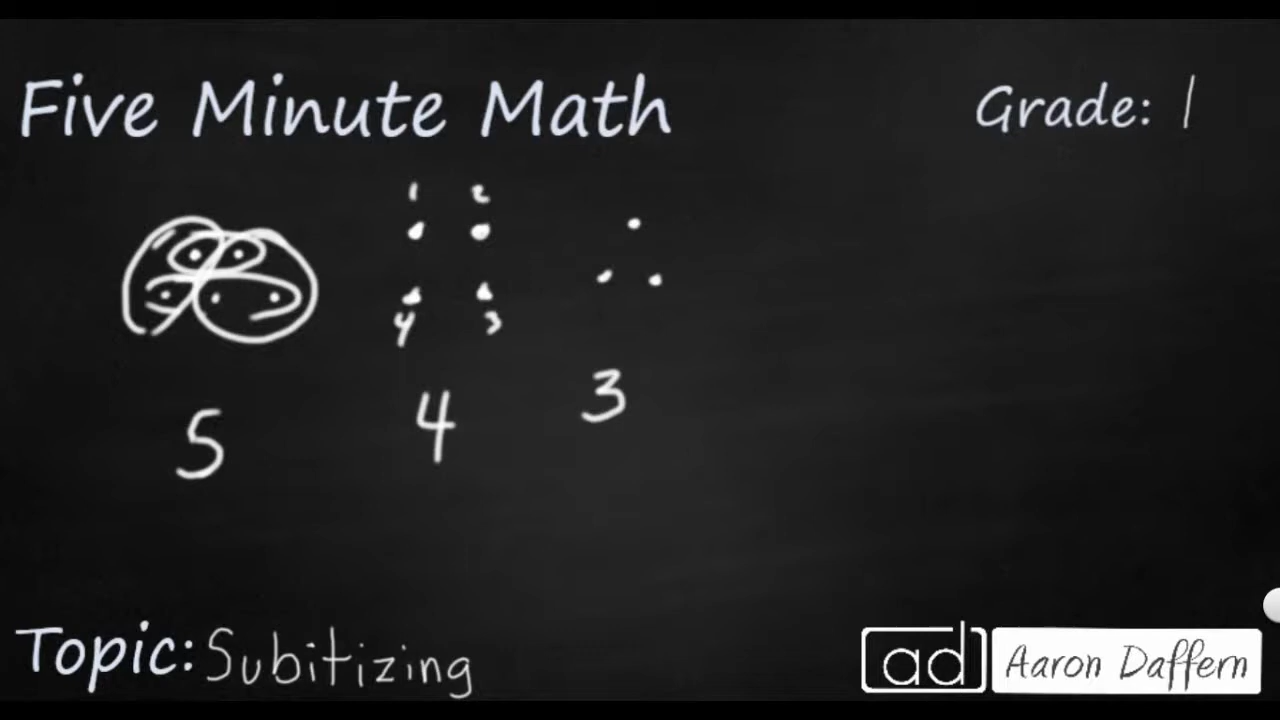 Five Minute Math
Grade: 1
1 2
4 3
5 4 3
Topic: Subitizing
ad Aaron Daffern